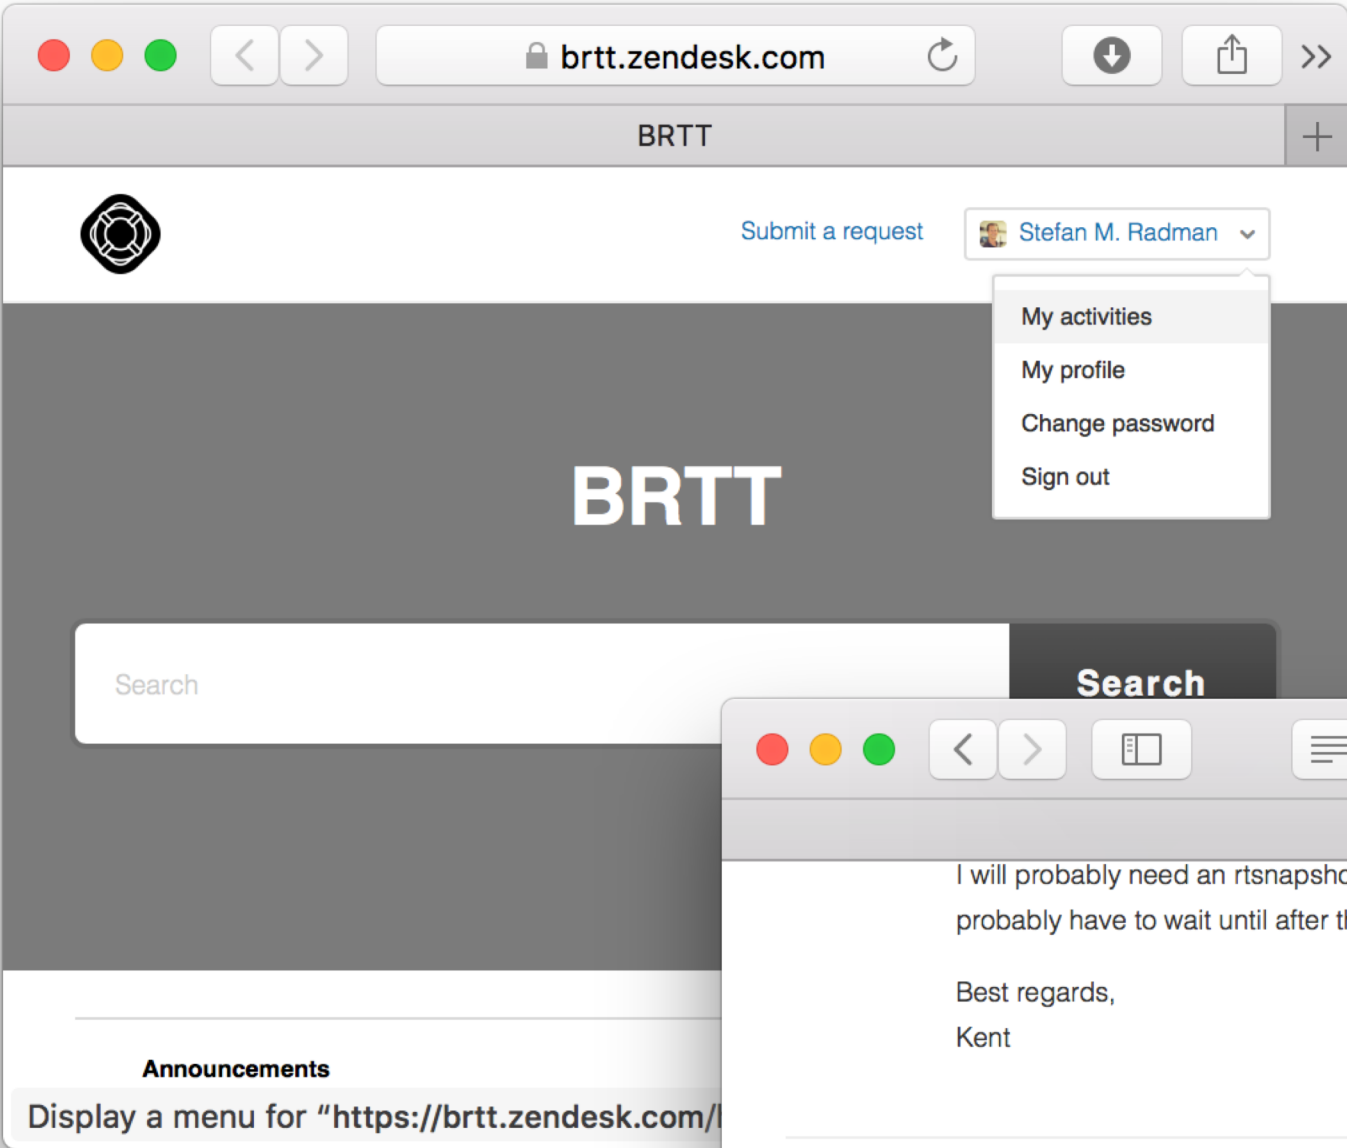 brtt.zendesk.com
BRTT
Submit a request
Stefan M. Radman
My activities
My profile
Change password
Sign out
BRTT
Search
Search
I will probably need an
probably have to wait until after
Best regards,
Kent
Announcements
Display a menu for “https://brtt.zendesk.com/